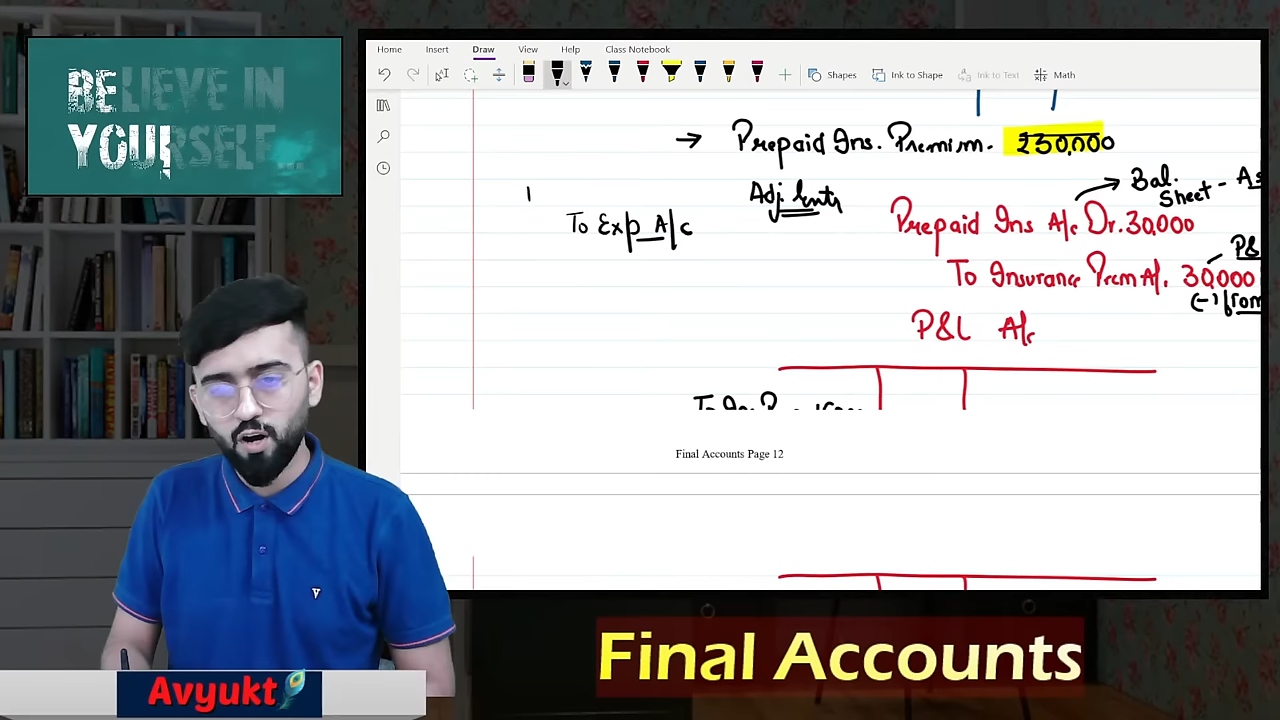 BELIEVE IN
YOURSELF...
Home Insert Draw View Help Class Notebook
Shapes Ink to Shape Ink to Text Math
→ Prepaid Ins. Premium. ₹30,000
Adj. Entr
Bal. Sheet - As
To Exp A/c
Prepaid Ins A/c Dr. 30,000
P&
To Insurance Prem A/. 30,000
(-) from
P&L A/c
Final Accounts Page 12
Final Accounts
Avyukt